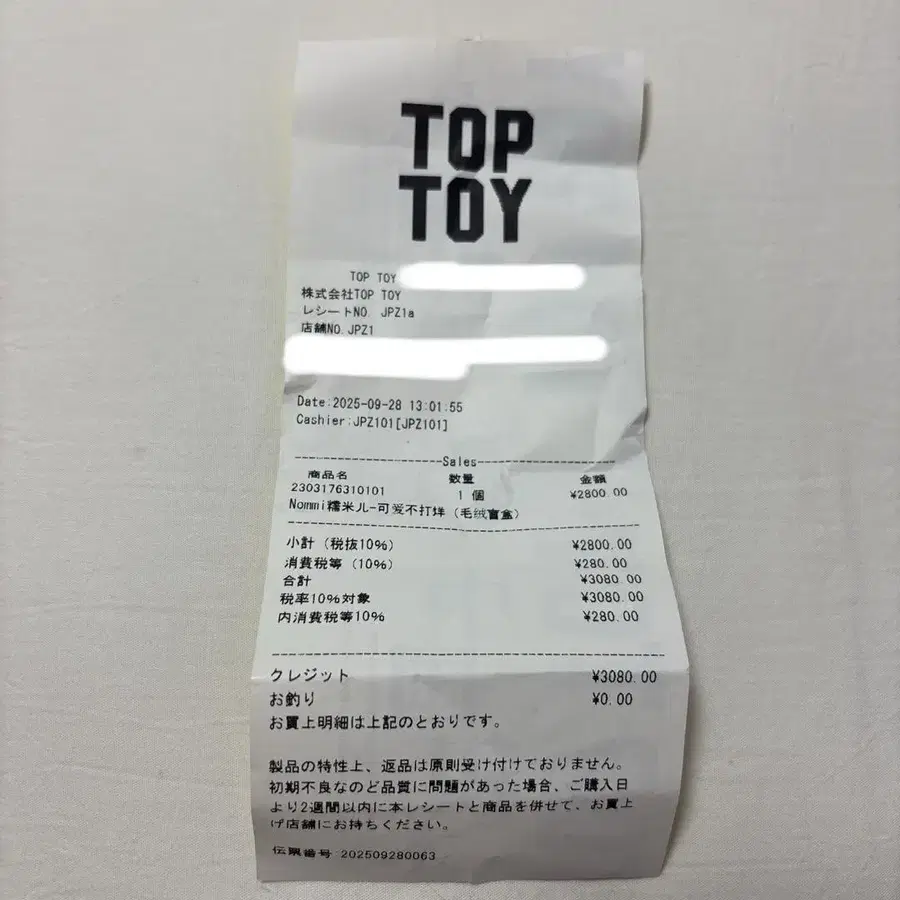 TOP
TOY
TOP TOY
株式会社TOP TOY
レシートNO. JPZ1a
店舗NO.JPZ1
Date:2025-09-28 13:01:55
Cashier:JPZ101[JPZ101]
Sales
商品名 数量 金額
2303176310101 1 個 ¥2800.00
Nommi糯米儿-可爱不打烊（毛绒盲盒）
小計（税抜10%） ¥2800.00
消費税等（10%） ¥280.00
合計 ¥3080.00
税率10%対象 ¥3080.00
内消費税等10% ¥280.00
クレジット ¥3080.00
お釣り ¥0.00
お買上明細は上記のとおりです。
製品の特性上、返品は原則受け付けておりません。
初期不良なのど品質に問題があった場合、ご購入日
より2週間以内に本レシートと商品を併せて、お買上
げ店舗にお持ちください。
伝票番号 202509280063